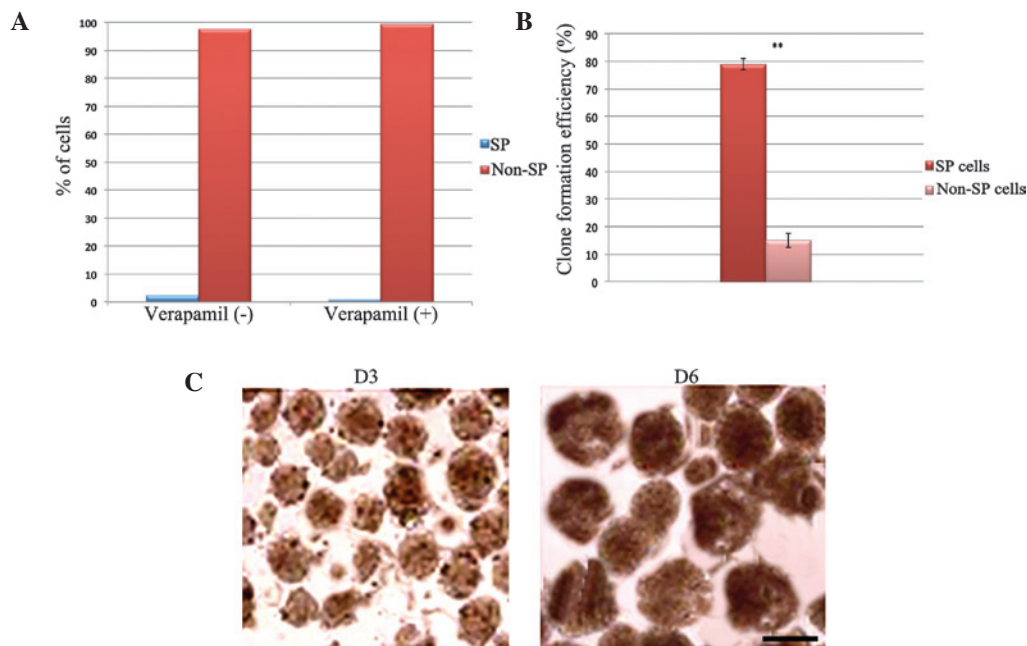 A
% of cells
100
90
80
70
60
50
40
30
20
10
0
Verapamil (-)
Verapamil (+)
SP
Non-SP
B
Clone formation efficiency (%)
90
80
70
60
50
40
30
20
10
0
**
SP cells
Non-SP cells
C
D3
D6